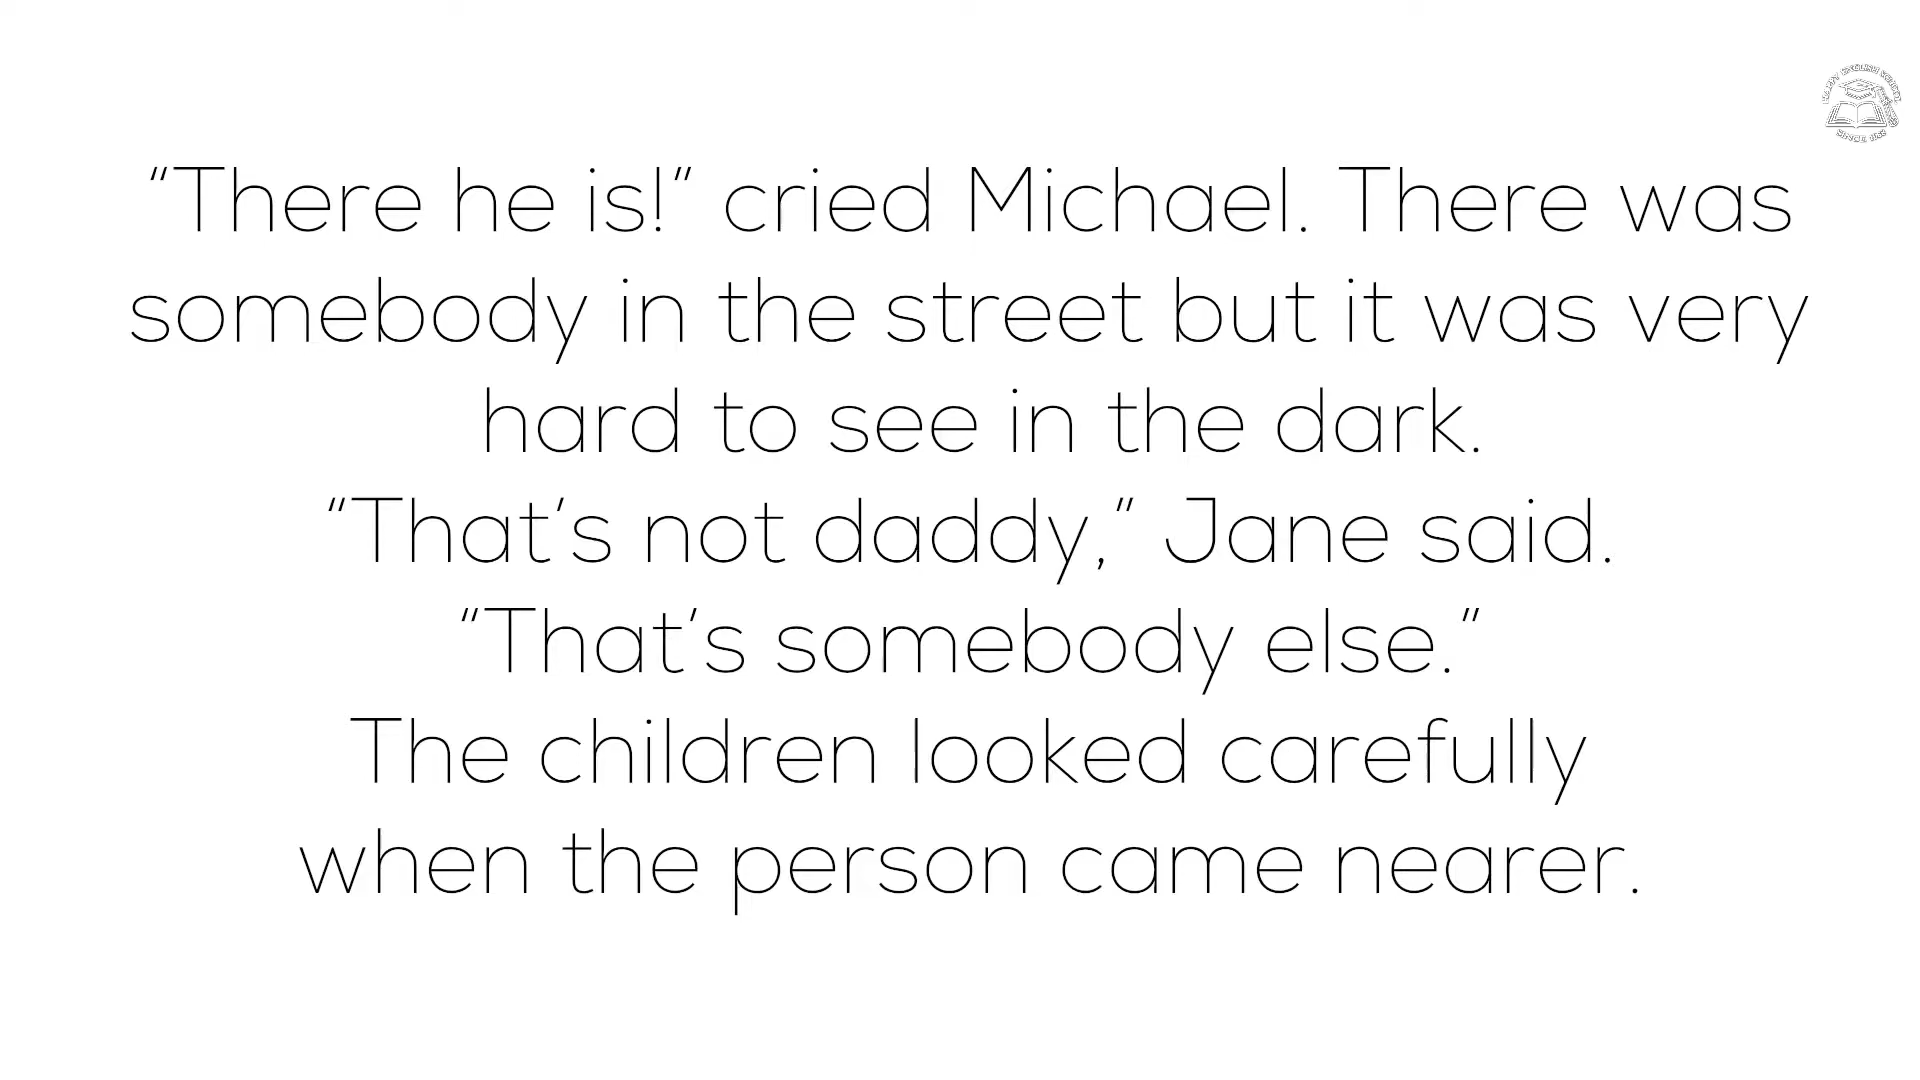 “There he is!” cried Michael. There was
somebody in the street but it was very
hard to see in the dark.
“That’s not daddy,” Jane said.
“That’s somebody else.”
The children looked carefully
when the person came nearer.